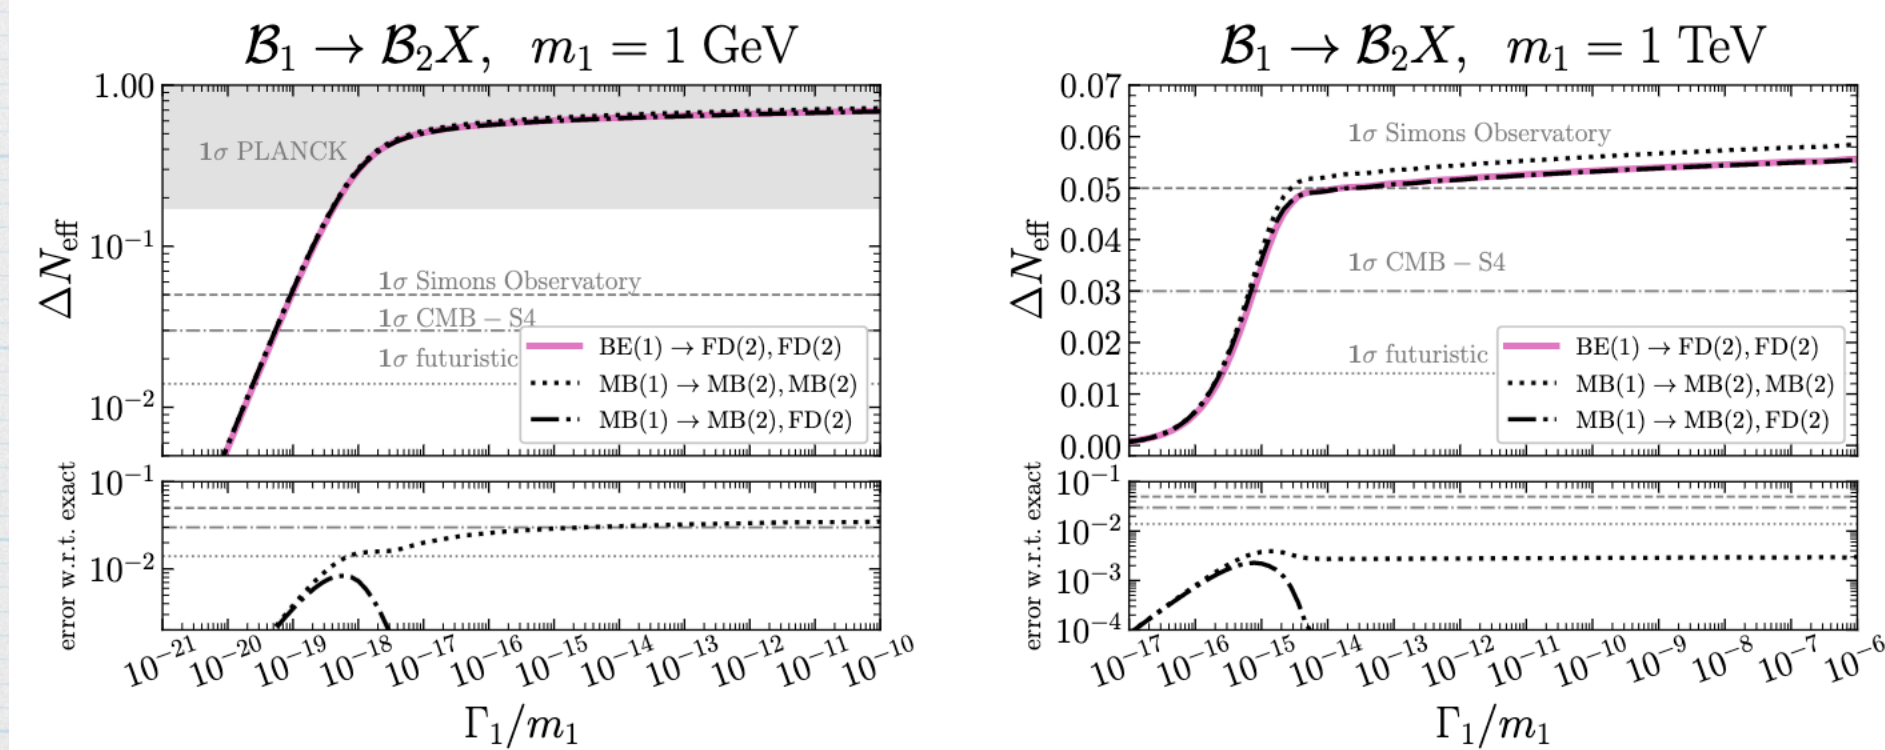 ℬ₁ → ℬ₂X, m₁ = 1 GeV
1.00
10⁻¹
10⁻²
ΔN_eff
1σ PLANCK
1σ Simons Observatory
1σ CMB − S4
1σ futuristic
BE(1) → FD(2), FD(2)
MB(1) → MB(2), MB(2)
MB(1) → MB(2), FD(2)
error w.r.t. exact
10⁻¹
10⁻²
10⁻²¹ 10⁻²⁰ 10⁻¹⁹ 10⁻¹⁸ 10⁻¹⁷ 10⁻¹⁶ 10⁻¹⁵ 10⁻¹⁴ 10⁻¹³ 10⁻¹² 10⁻¹¹ 10⁻¹⁰
Γ₁/m₁
ℬ₁ → ℬ₂X, m₁ = 1 TeV
0.07
0.06
0.05
0.04
0.03
0.02
0.01
0.00
ΔN_eff
1σ Simons Observatory
1σ CMB − S4
1σ futuristic
BE(1) → FD(2), FD(2)
MB(1) → MB(2), MB(2)
MB(1) → MB(2), FD(2)
error w.r.t. exact
10⁻¹
10⁻²
10⁻³
10⁻⁴
10⁻¹⁷ 10⁻¹⁶ 10⁻¹⁵ 10⁻¹⁴ 10⁻¹³ 10⁻¹² 10⁻¹¹ 10⁻¹⁰ 10⁻⁹ 10⁻⁸ 10⁻⁷ 10⁻⁶
Γ₁/m₁